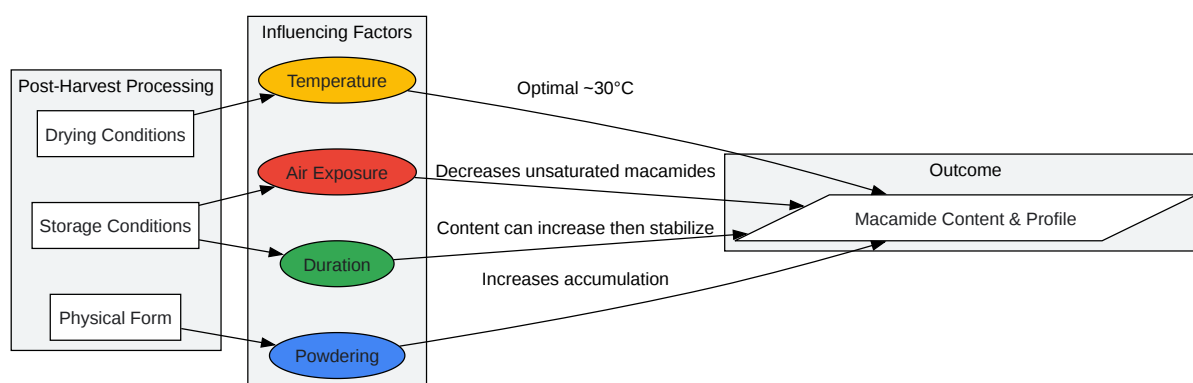 Influencing Factors
Post-Harvest Processing
Temperature
Optimal ~30°C
Drying Conditions
Air Exposure
Decreases unsaturated macamides
Outcome
Storage Conditions
Content can increase then stabilize
Macamide Content & Profile
Duration
Increases accumulation
Physical Form
Powdering